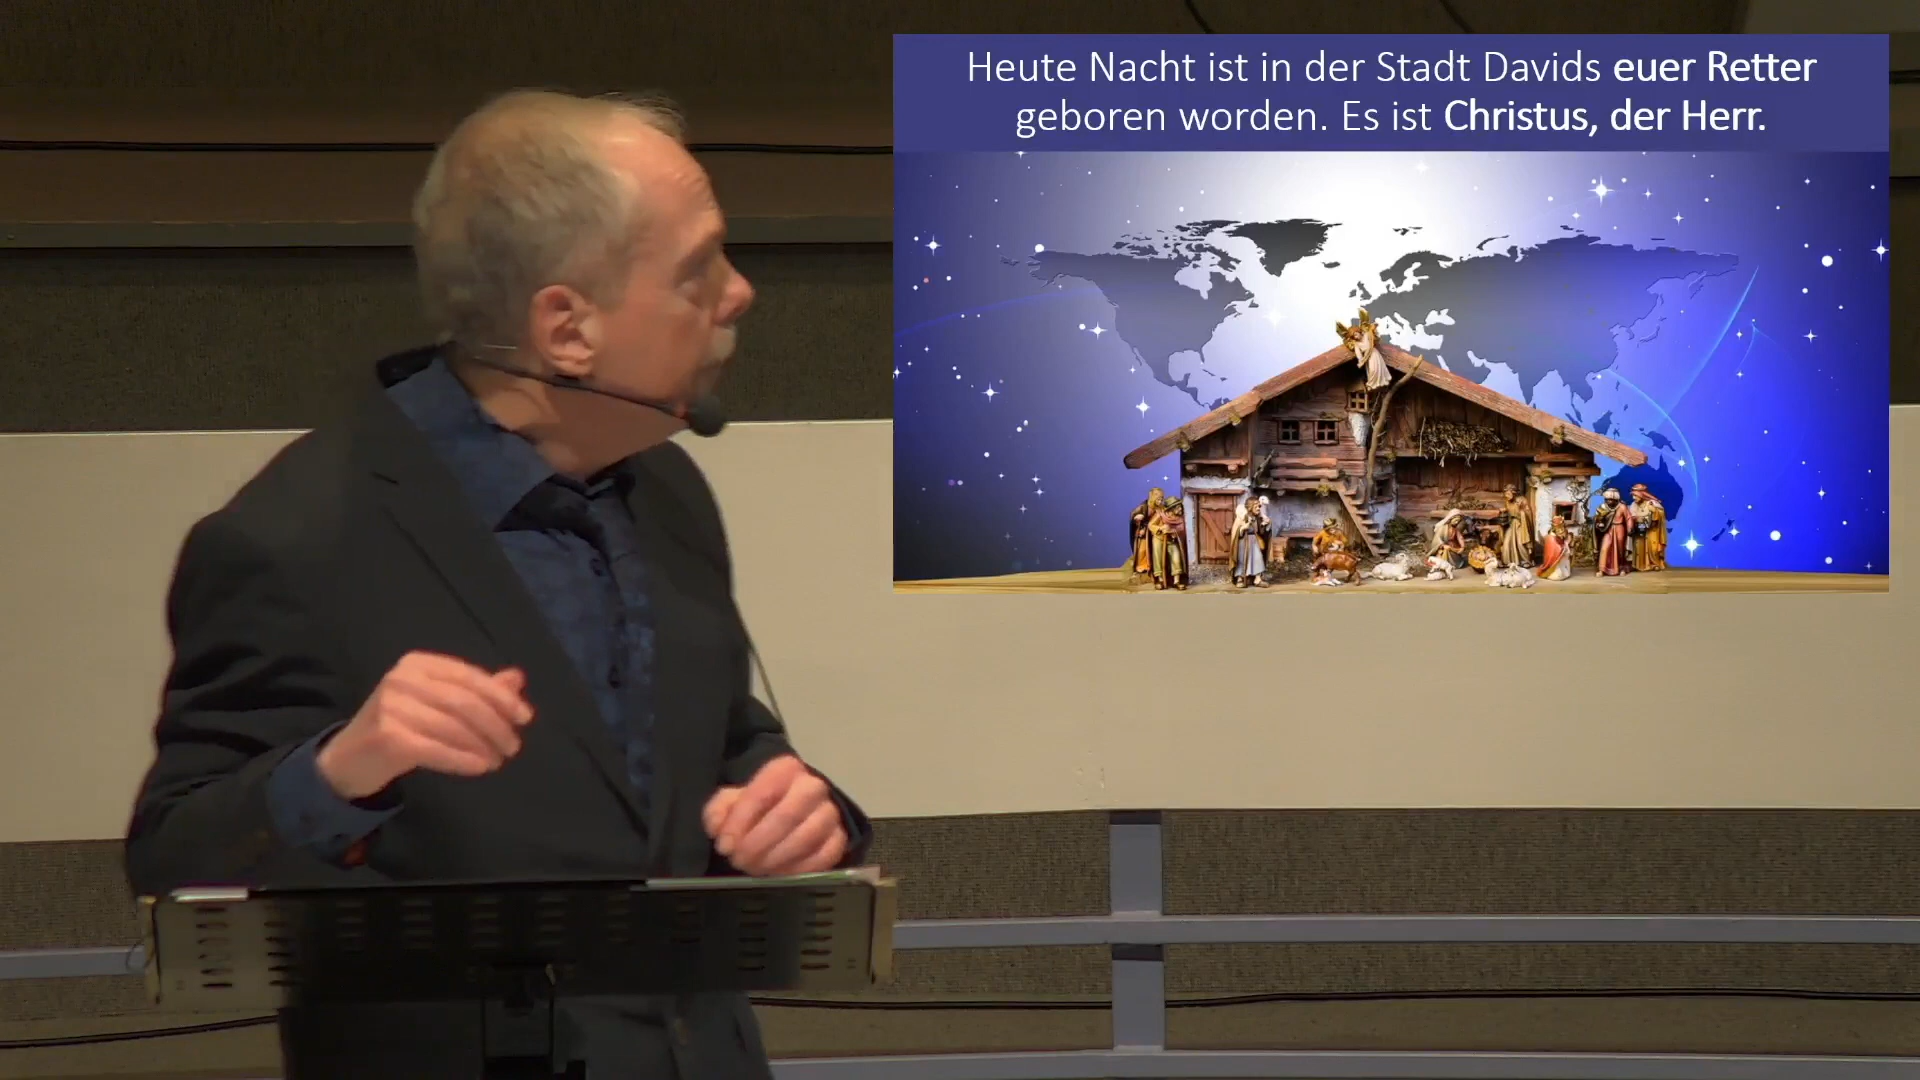 Heute Nacht ist in der Stadt Davids euer Retter
geboren worden. Es ist Christus, der Herr.